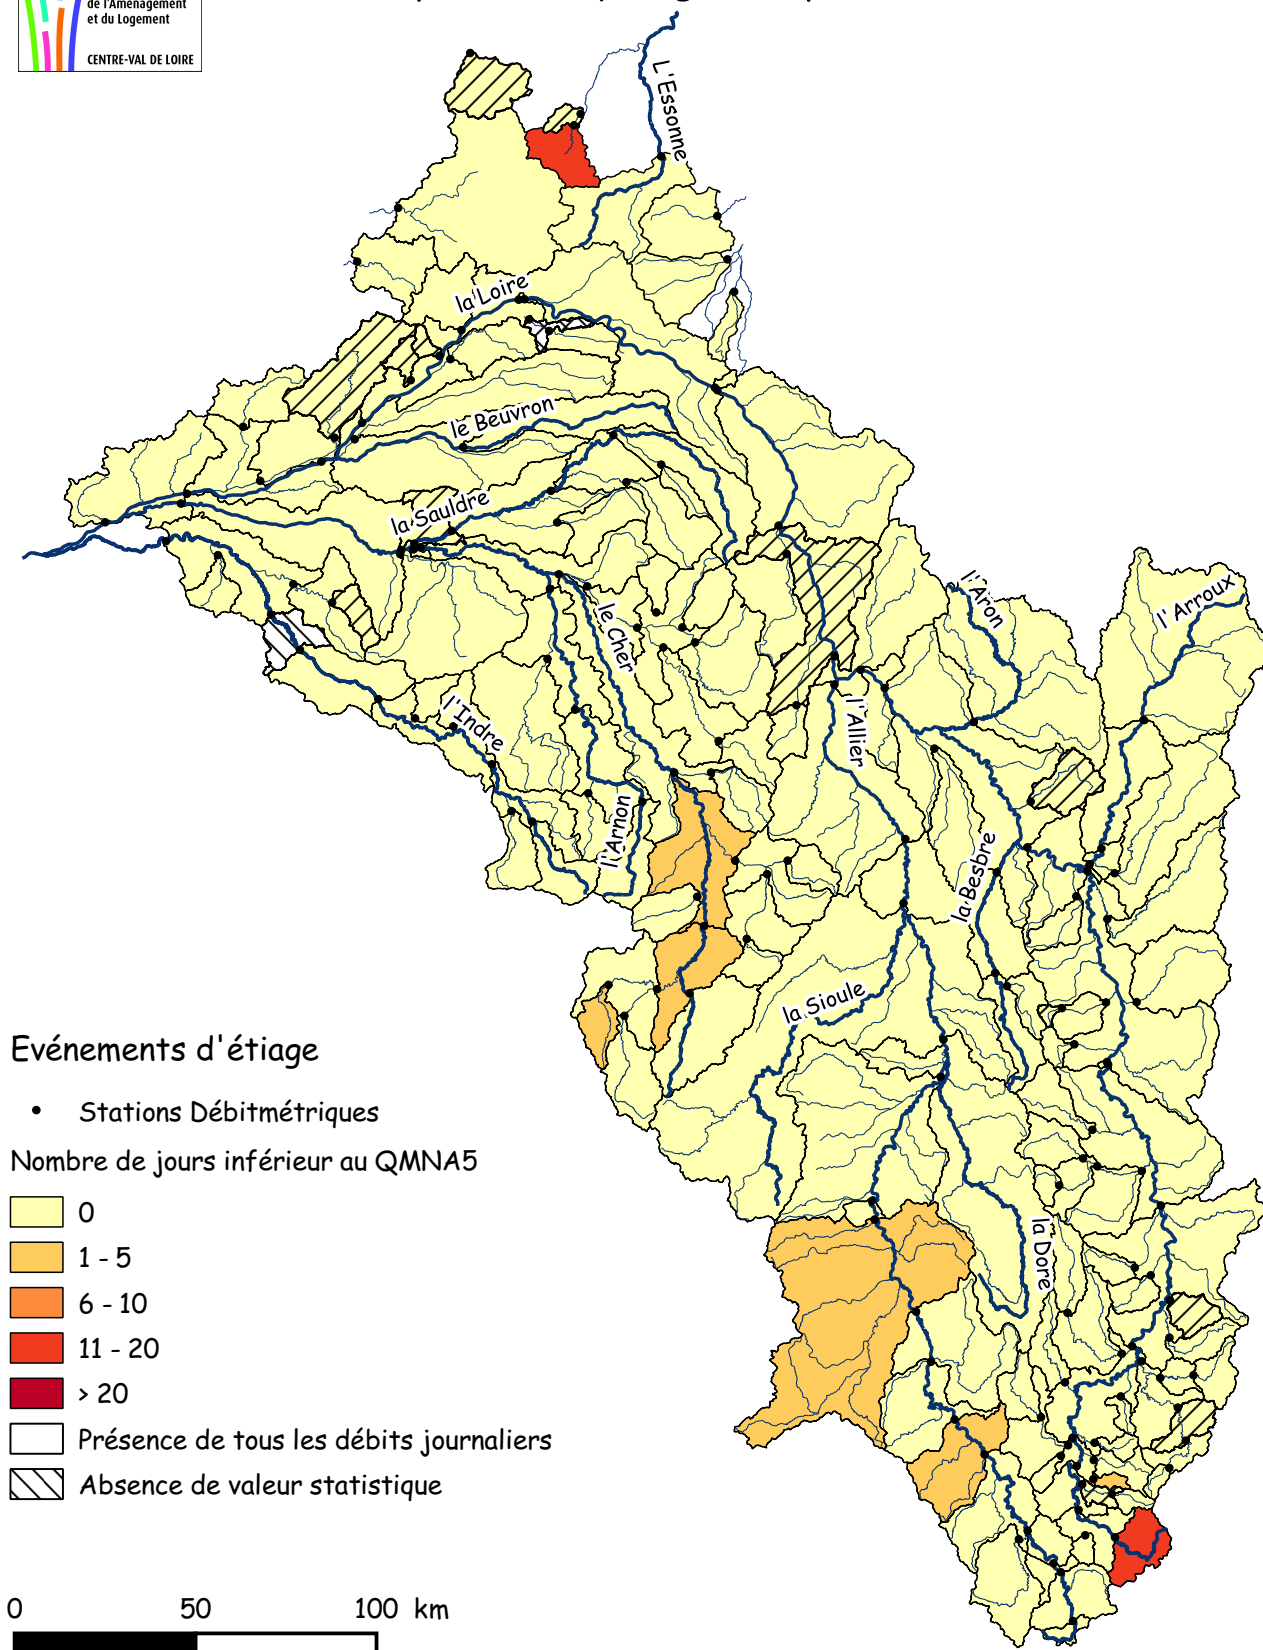 de l'Aménagement
et du Logement
CENTRE-VAL DE LOIRE
L'Essonne
la Loire
le Beuvron
la Sauldre
le Cher
l'Aron
l' Arroux
l'Indre
l'Allier
l'Arnon
la Besbre
la Sioule
la Dore
Evénements d'étiage
Stations Débitmétriques
Nombre de jours inférieur au QMNA5
0
1 - 5
6 - 10
11 - 20
> 20
Présence de tous les débits journaliers
Absence de valeur statistique
0 50 100 km